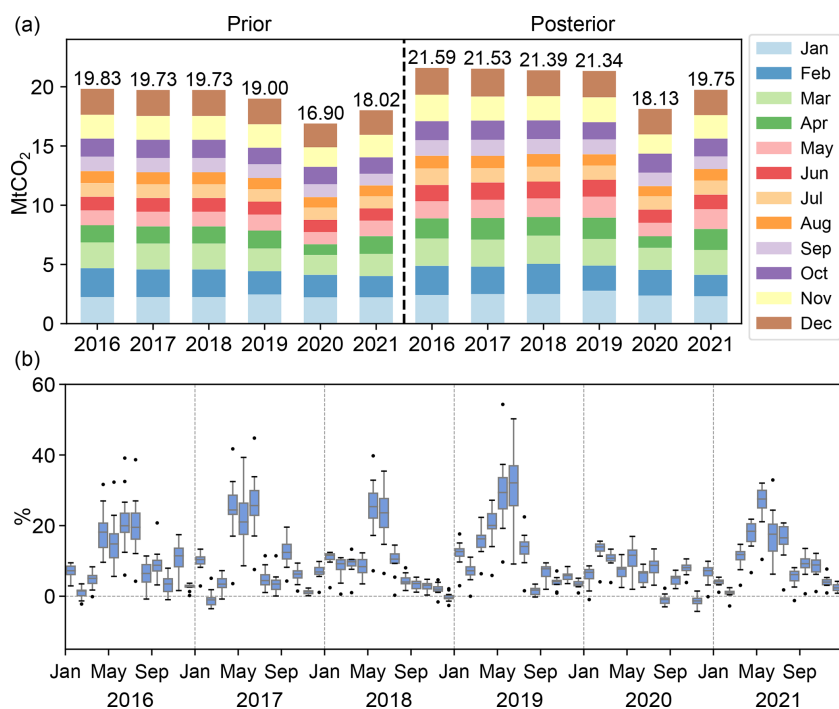 (a) Prior Posterior
19.83 19.73 19.73 19.00 16.90 18.02 21.59 21.53 21.39 21.34 18.13 19.75
MtCO2
20
15
10
5
0
2016 2017 2018 2019 2020 2021 2016 2017 2018 2019 2020 2021
Jan
Feb
Mar
Apr
May
Jun
Jul
Aug
Sep
Oct
Nov
Dec
(b)
%
60
40
20
0
Jan May Sep Jan May Sep Jan May Sep Jan May Sep Jan May Sep Jan May Sep
2016 2017 2018 2019 2020 2021